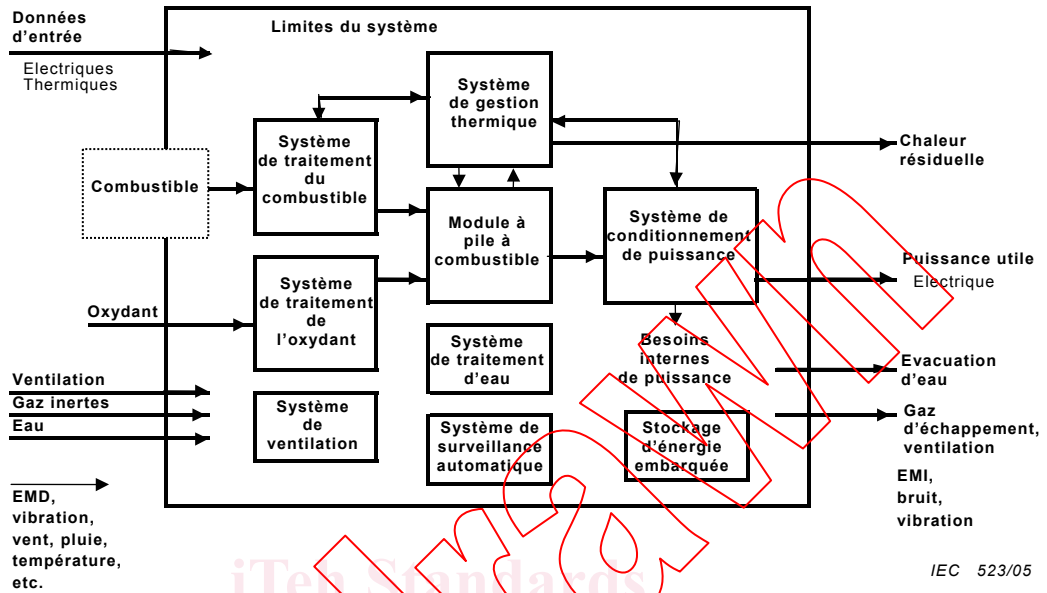 Données
d'entrée
Electriques
Thermiques
Limites du système
Système
de gestion
thermique
Système
de traitement
du
combustible
Combustible
Chaleur
résiduelle
Module à
pile à
combustible
Système de
conditionnement
de puissance
Puissance utile
Electrique
Système
de traitement
de
l'oxydant
Oxydant
Système
de traitement
d'eau
Besoins
internes
de puissance
Evacuation
d'eau
Ventilation
Gaz inertes
Eau
Système
de
ventilation
Système de
surveillance
automatique
Stockage
d'énergie
embarquée
Gaz
d'échappement,
ventilation
EMI,
bruit,
vibration
EMD,
vibration,
vent, pluie,
température,
etc.
iTeh Standards
IEC 523/05